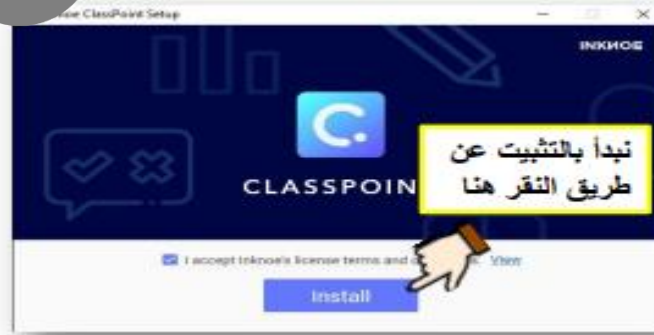 ClassPoint Setup
INKNOE
C.
CLASSPOIN
نبدأ بالتثبيت عن
طريق النقر هنا
I accept Inknoe's license terms and
View
Install